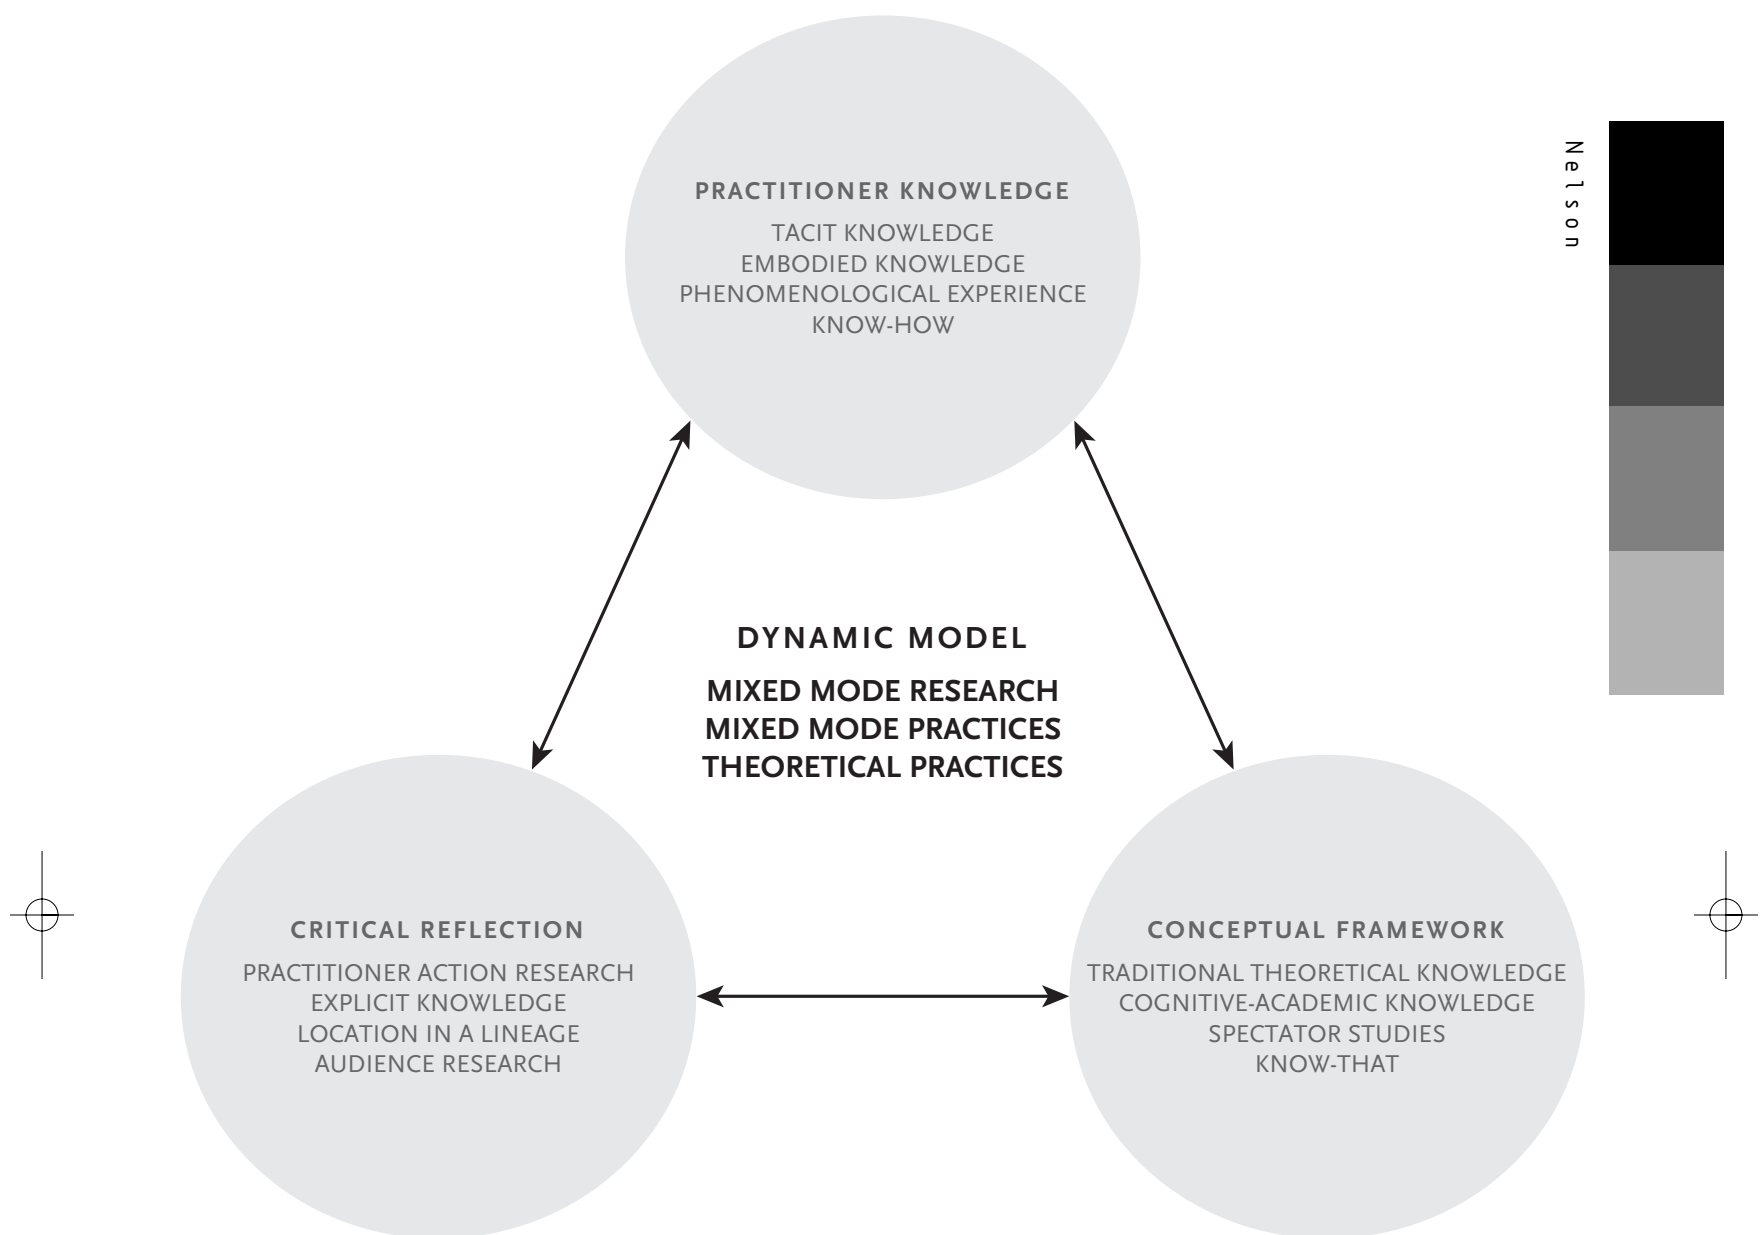 PRACTITIONER KNOWLEDGE
TACIT KNOWLEDGE
EMBODIED KNOWLEDGE
PHENOMENOLOGICAL EXPERIENCE
KNOW-HOW
Nelson
DYNAMIC MODEL
MIXED MODE RESEARCH
MIXED MODE PRACTICES
THEORETICAL PRACTICES
CRITICAL REFLECTION
PRACTITIONER ACTION RESEARCH
EXPLICIT KNOWLEDGE
LOCATION IN A LINEAGE
AUDIENCE RESEARCH
CONCEPTUAL FRAMEWORK
TRADITIONAL THEORETICAL KNOWLEDGE
COGNITIVE-ACADEMIC KNOWLEDGE
SPECTATOR STUDIES
KNOW-THAT